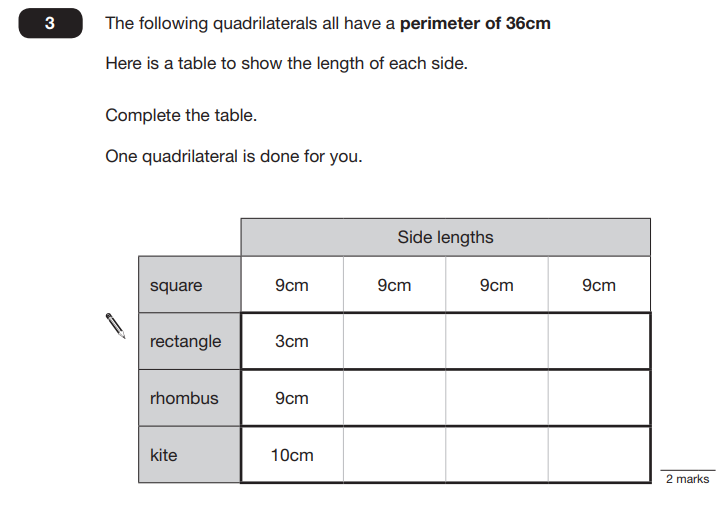 3 The following quadrilaterals all have a perimeter of 36cm
Here is a table to show the length of each side.
Complete the table.
One quadrilateral is done for you.
Side lengths
square 9cm 9cm 9cm 9cm
rectangle 3cm
rhombus 9cm
kite 10cm
2 marks